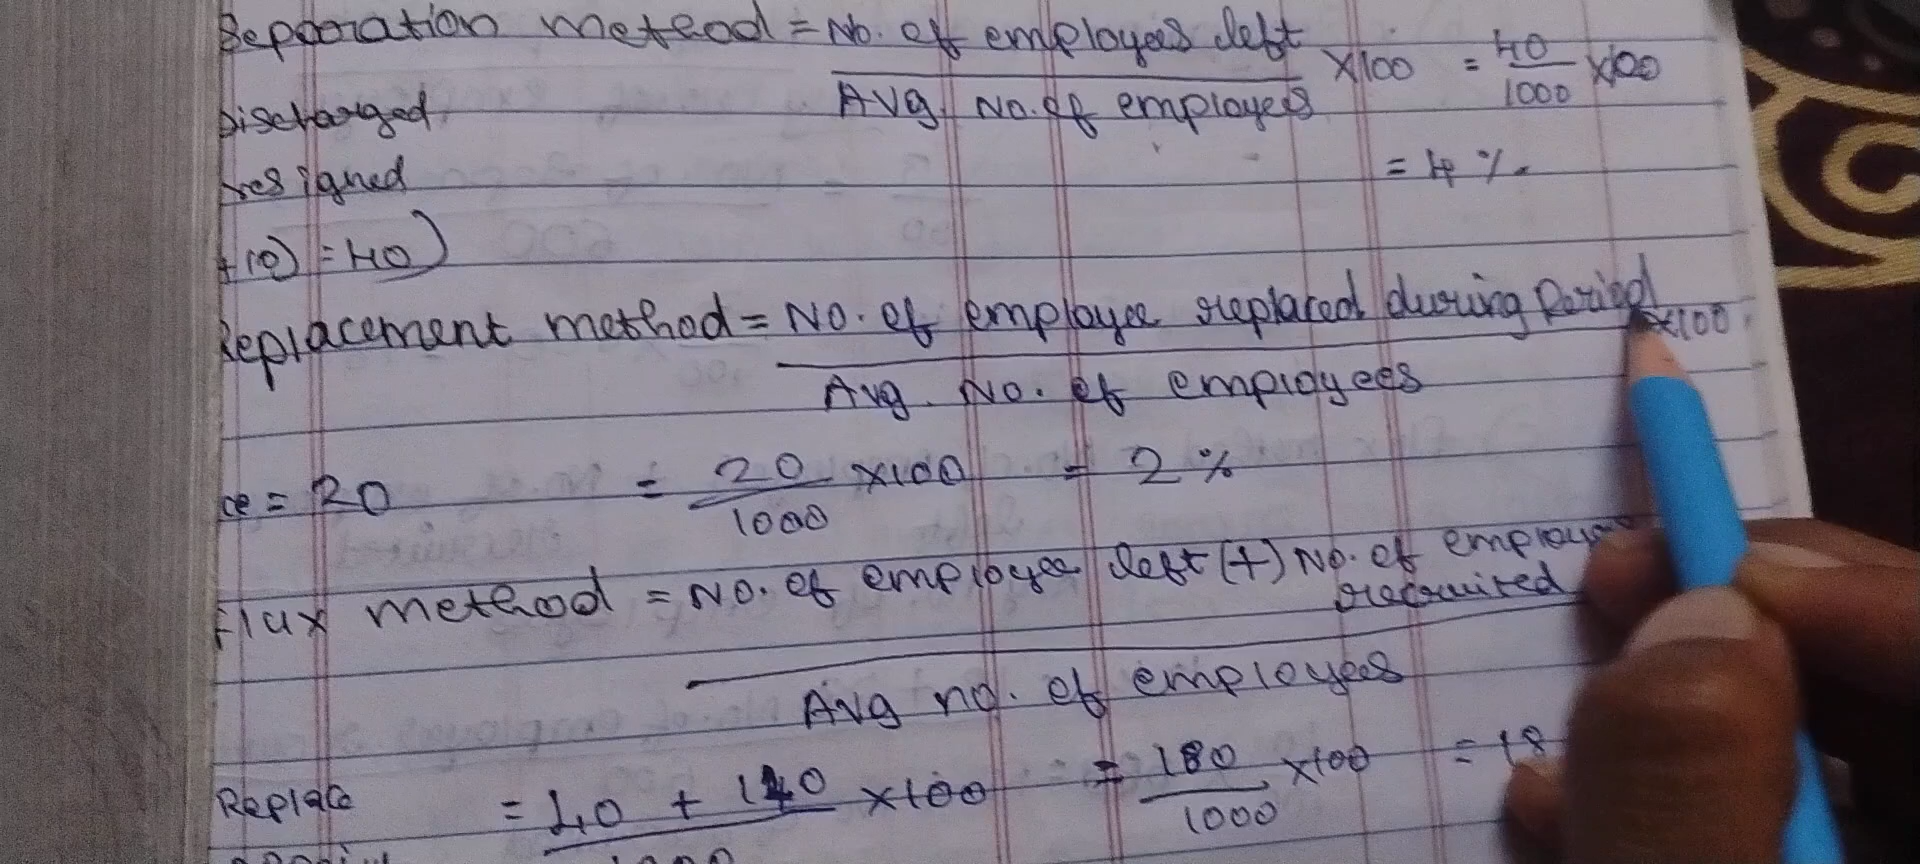 Separation method = No. of employees left
Discharged Avg. No. of employees ×100 = 40/1000 ×100
resigned = 4 %.
+10) = 40)
Replacement method = No. of employee replaced during Period ×100
Avg. No. of employees
ce = 20 = 20/1000 ×100 = 2 %
Flux method = No. of employee left (+) No. of
recruited
Avg no. of employees
Replace = 40 + 140 ×100 = 180/1000 ×100 = 18